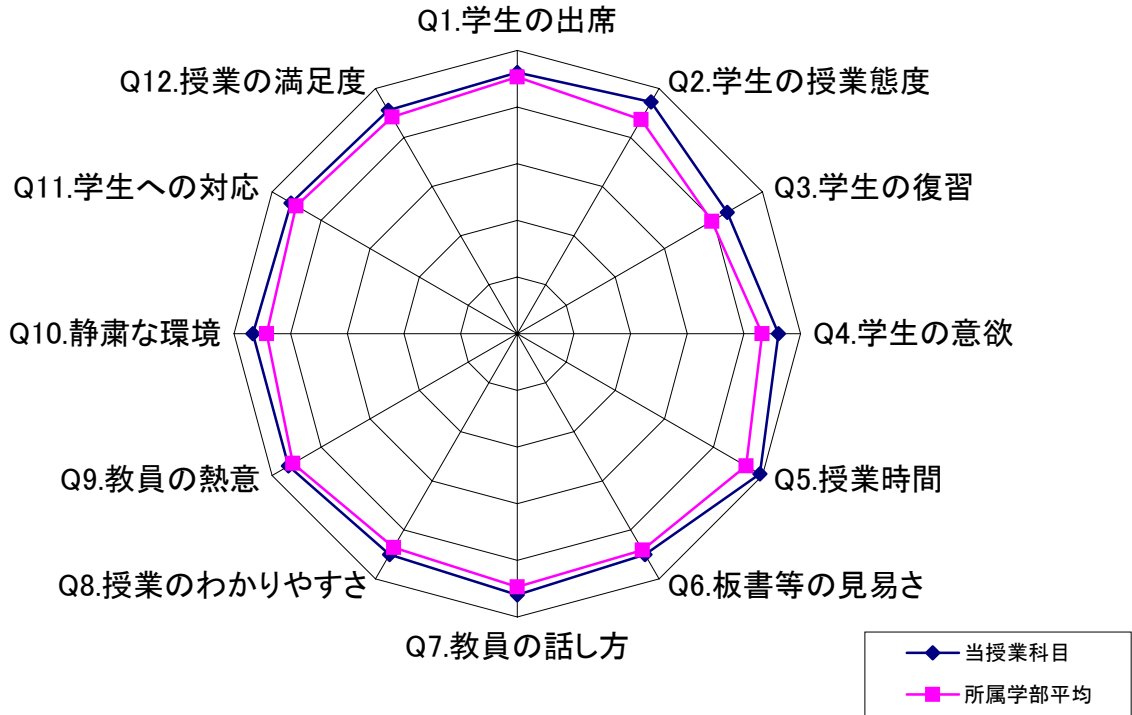 Q1.学生の出席
Q2.学生の授業態度
Q3.学生の復習
Q4.学生の意欲
Q5.授業時間
Q6.板書等の見易さ
Q7.教員の話し方
Q8.授業のわかりやすさ
Q9.教員の熱意
Q10.静粛な環境
Q11.学生への対応
Q12.授業の満足度
当授業科目
所属学部平均